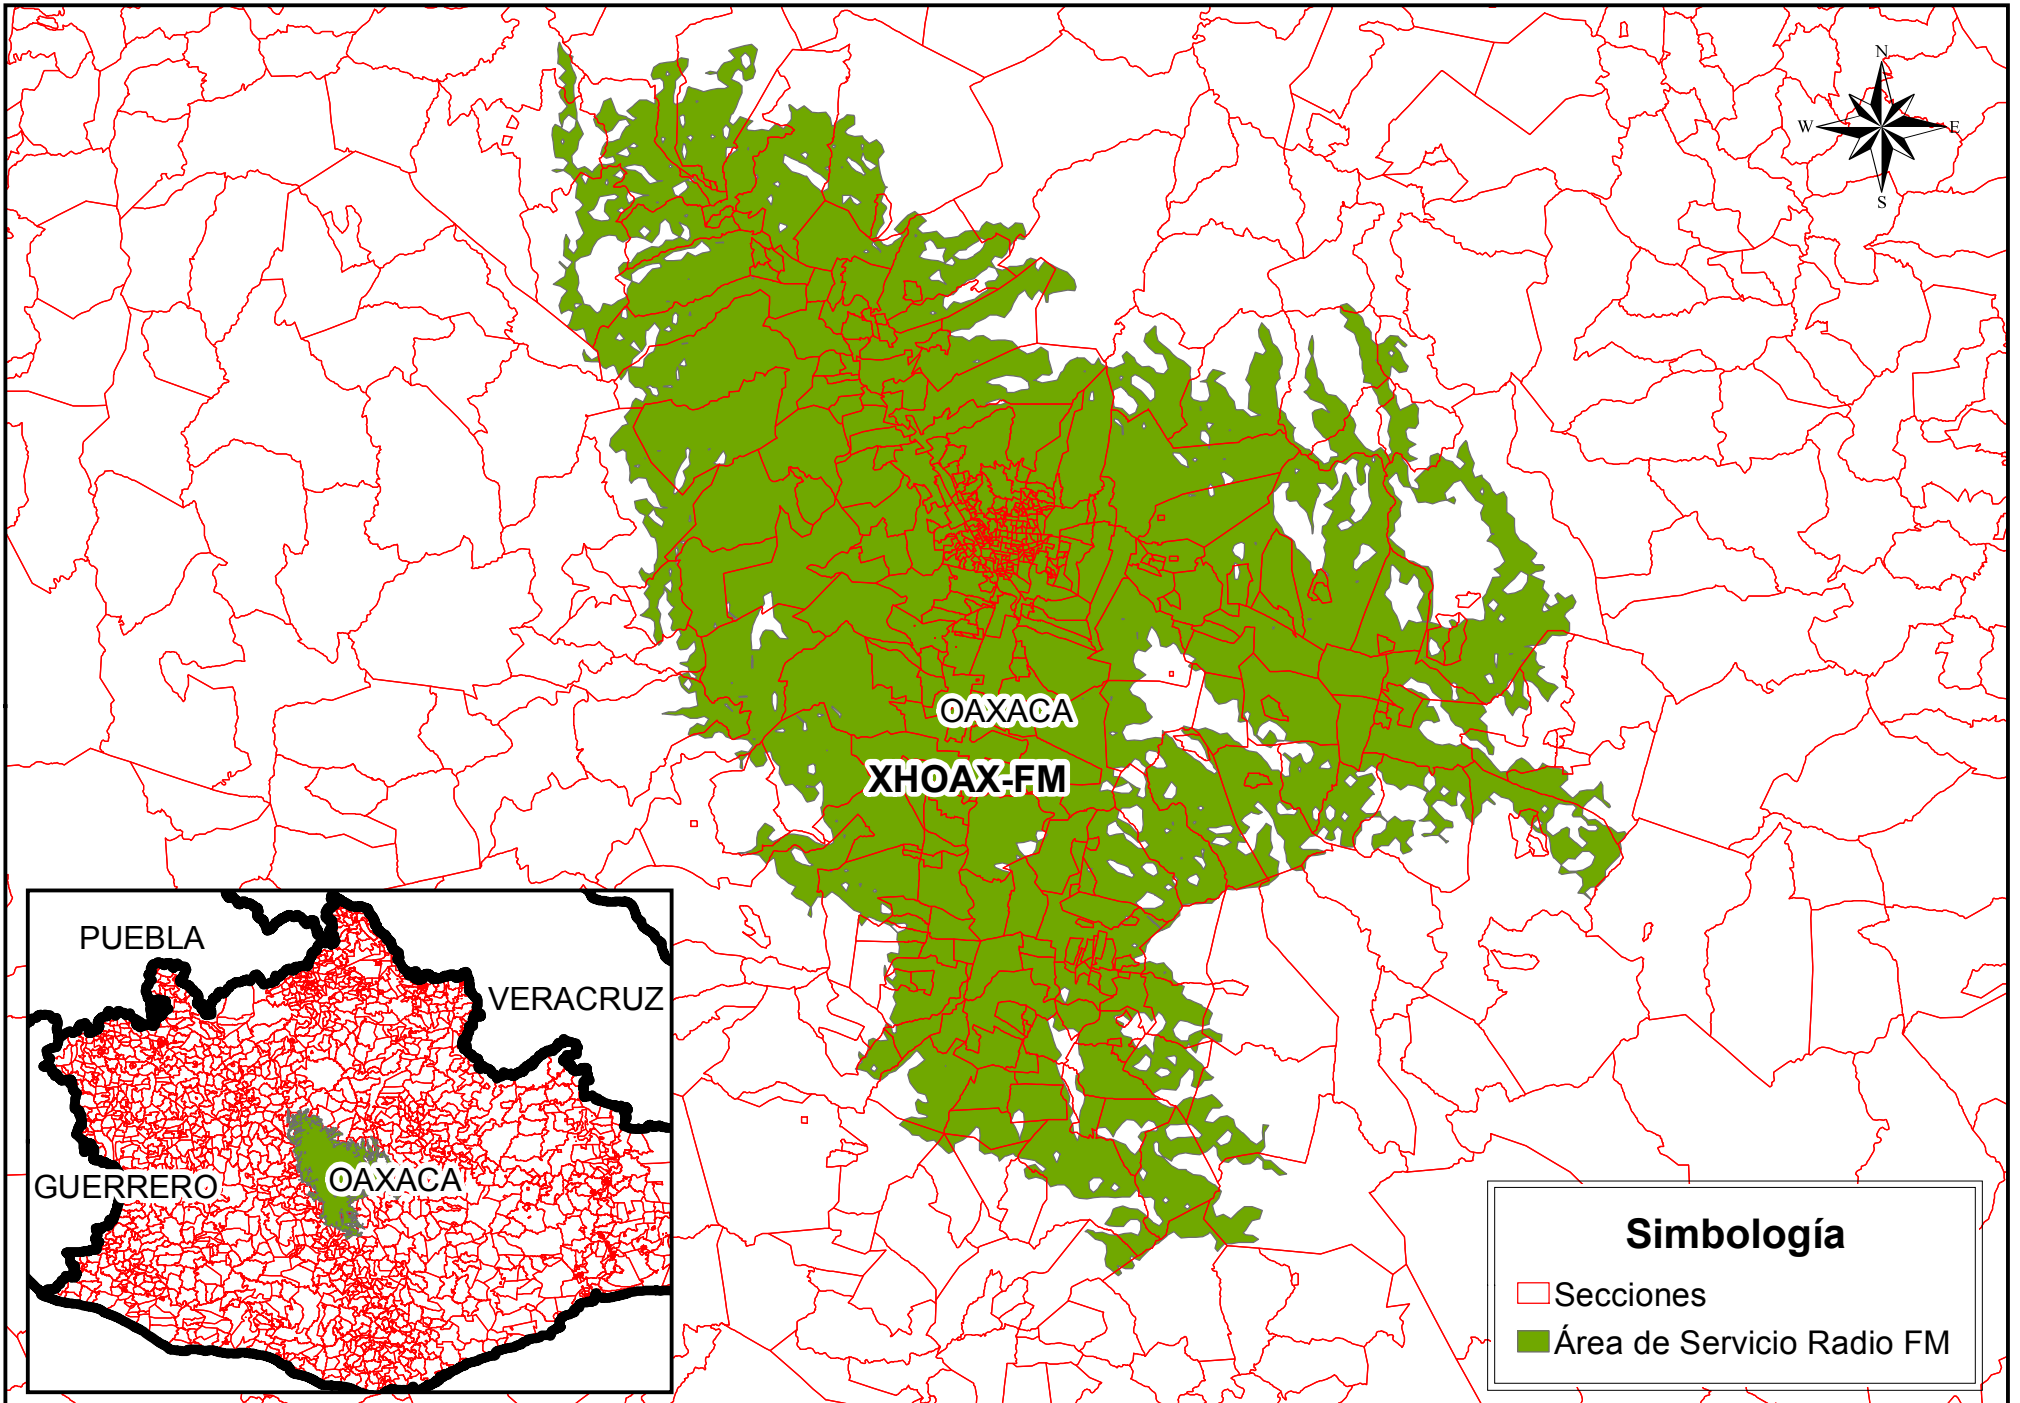 N
W E
S
OAXACA
XHOAX-FM
PUEBLA
VERACRUZ
GUERRERO
OAXACA
Simbología
Secciones
Área de Servicio Radio FM